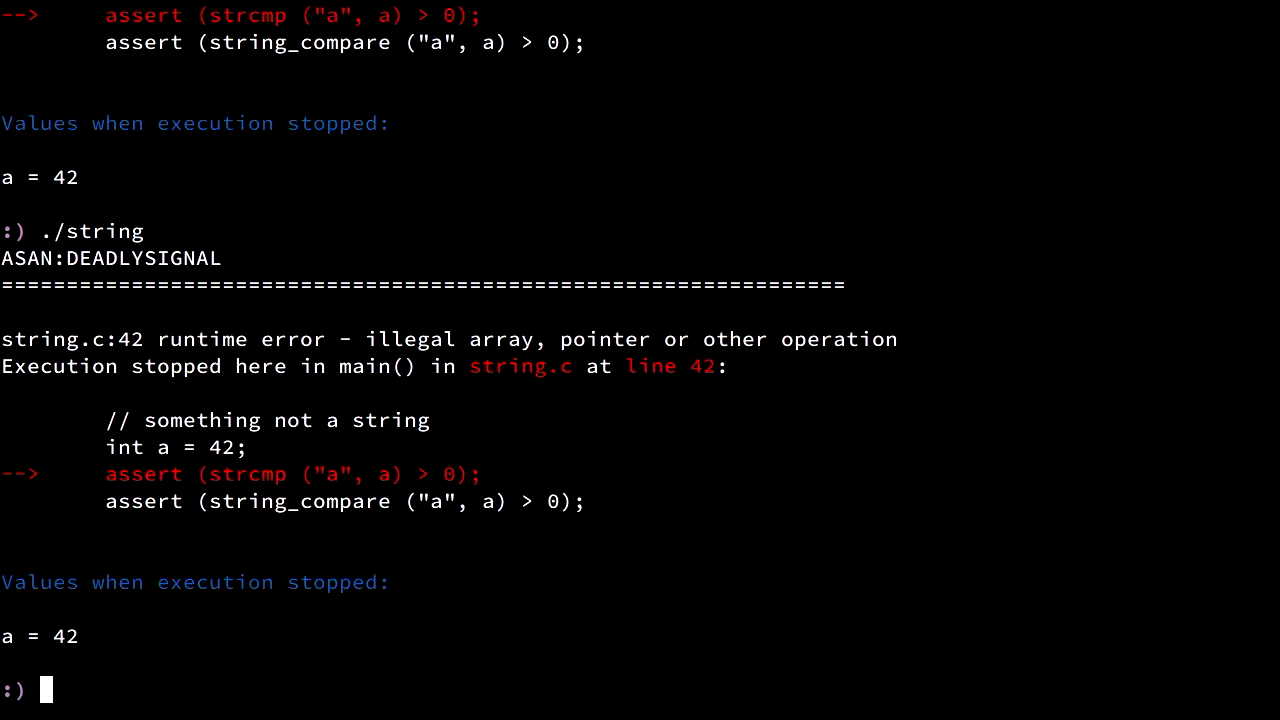 -->     assert (strcmp ("a", a) > 0);
        assert (string_compare ("a", a) > 0);
Values when execution stopped:
a = 42
:) ./string
ASAN:DEADLYSIGNAL
=================================================================
string.c:42 runtime error - illegal array, pointer or other operation
Execution stopped here in main() in string.c at line 42:
        // something not a string
        int a = 42;
-->     assert (strcmp ("a", a) > 0);
        assert (string_compare ("a", a) > 0);
Values when execution stopped:
a = 42
:)